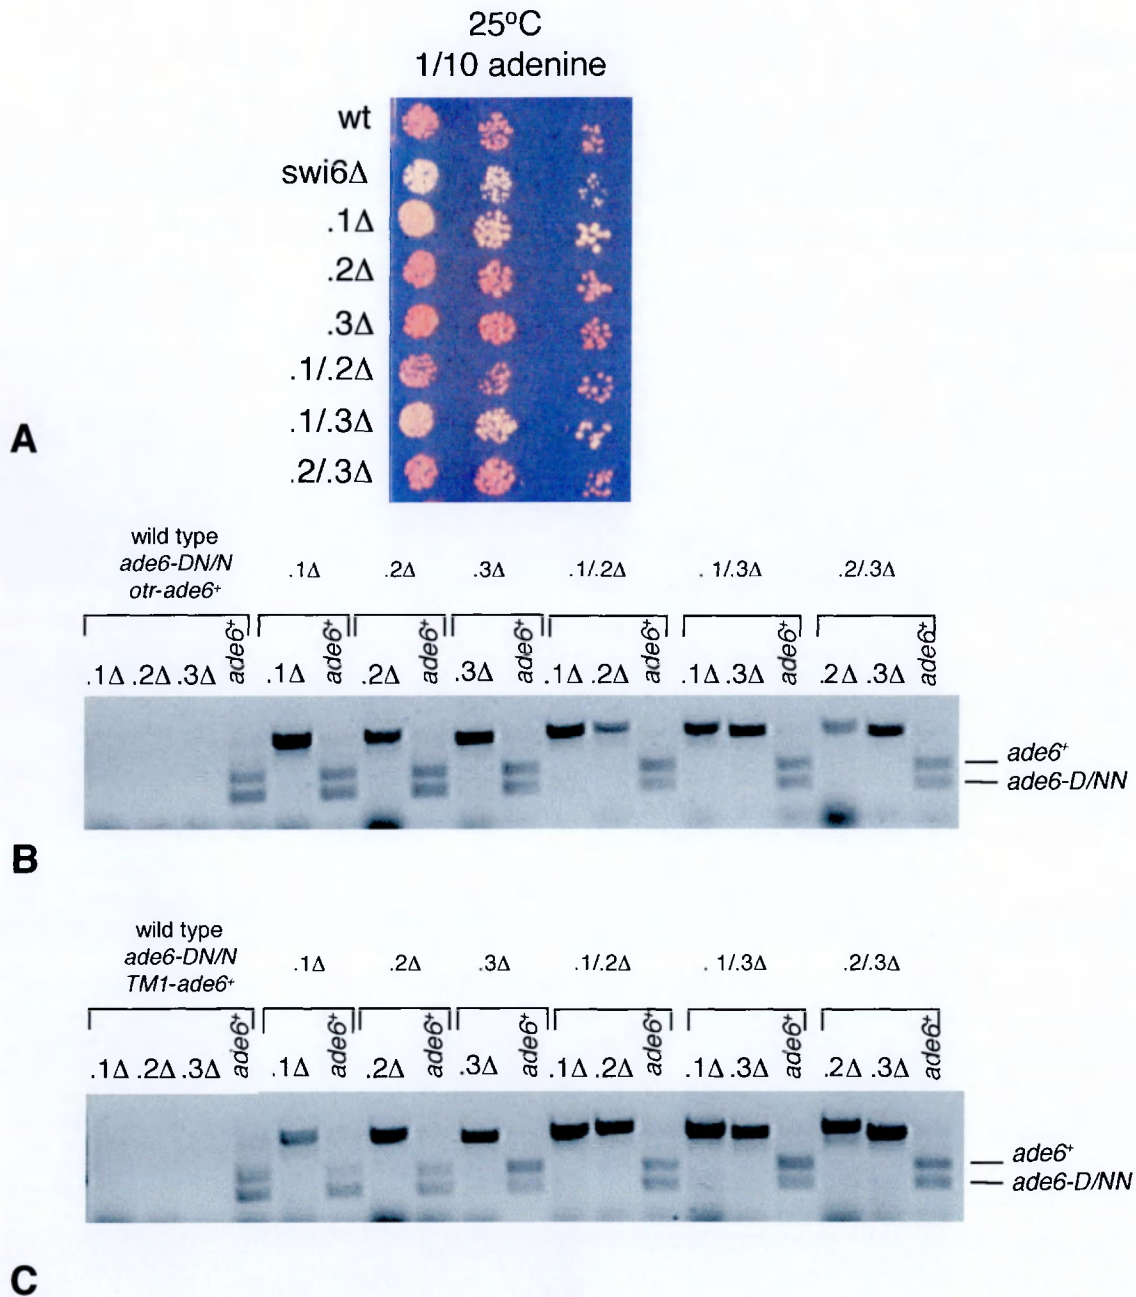 25ºC
1/10 adenine
wt
swi6Δ
.1Δ
.2Δ
.3Δ
.1/.2Δ
.1/.3Δ
.2/.3Δ
A
wild type
ade6-DN/N
otr-ade6+
.1Δ .2Δ .3Δ .1/.2Δ . 1/.3Δ .2/.3Δ
.1Δ .2Δ .3Δ ade6+ .1Δ ade6+ .2Δ ade6+ .3Δ ade6+ .1Δ .2Δ ade6+ .1Δ .3Δ ade6+ .2Δ .3Δ ade6+
ade6+
ade6-D/NN
B
wild type
ade6-DN/N
TM1-ade6+
.1Δ .2Δ .3Δ .1/.2Δ . 1/.3Δ .2/.3Δ
.1Δ .2Δ .3Δ ade6+ .1Δ ade6+ .2Δ ade6+ .3Δ ade6+ .1Δ .2Δ ade6+ .1Δ .3Δ ade6+ .2Δ .3Δ ade6+
ade6+
ade6-D/NN
C